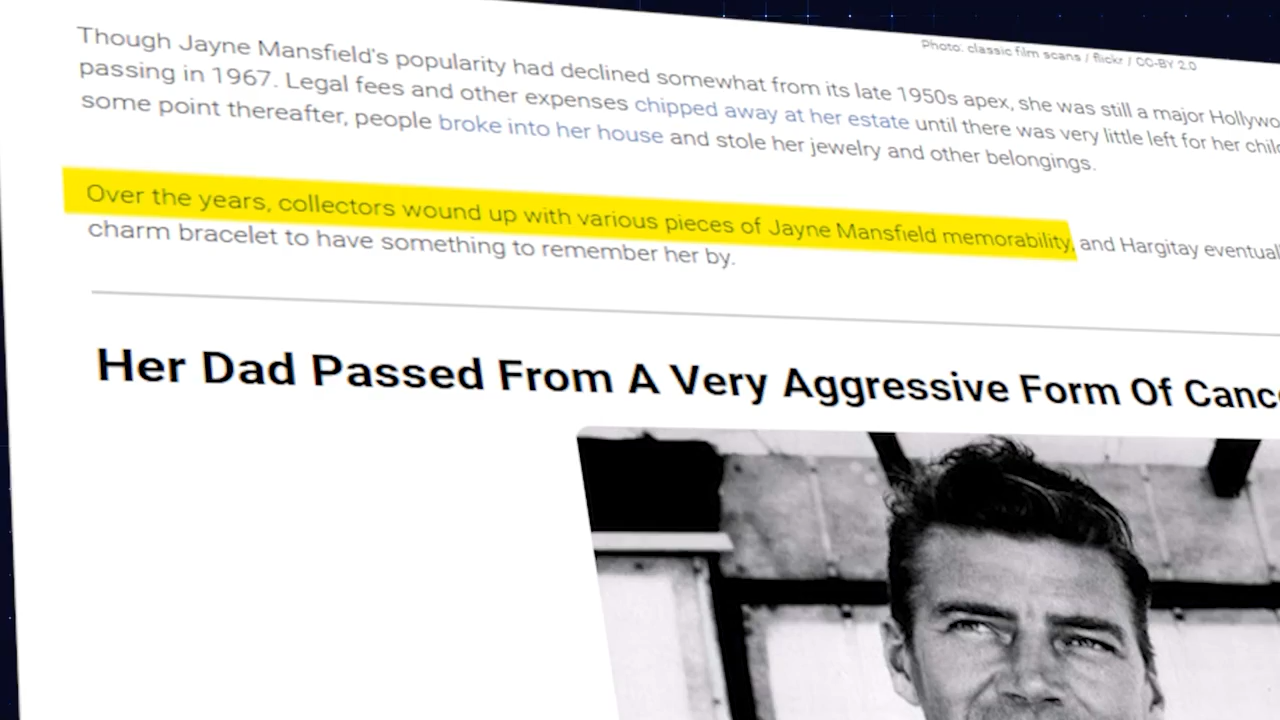 Photo: classic film scans / flickr / CC-BY 2.0
Though Jayne Mansfield's popularity had declined somewhat from its late 1950s apex, she was still a major
passing in 1967. Legal fees and other expenses chipped away at her estate until there was very little left for her
some point thereafter, people broke into her house and stole her jewelry and other belongings.
Over the years, collectors wound up with various pieces of Jayne Mansfield memorability, and Hargitay
charm bracelet to have something to remember her by.
Her Dad Passed From A Very Aggressive Form Of